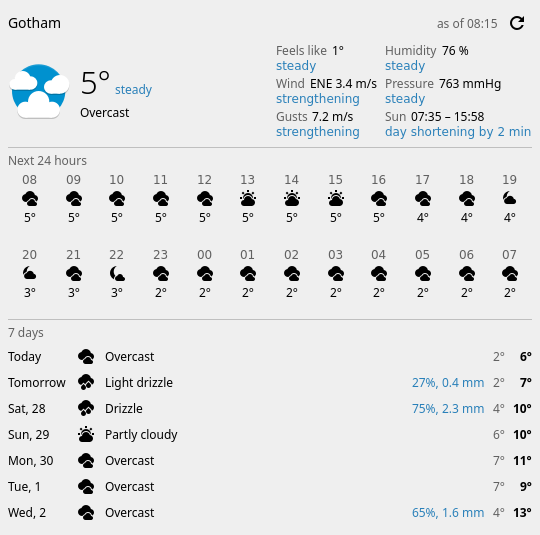 Gotham as of 08:15
Feels like 1° Humidity 76 %
steady steady
5° steady
Wind ENE 3.4 m/s Pressure 763 mmHg
strengthening steady
Overcast
Gusts 7.2 m/s Sun 07:35 – 15:58
strengthening day shortening by 2 min
Next 24 hours
08 09 10 11 12 13 14 15 16 17 18 19
5° 5° 5° 5° 5° 5° 5° 5° 5° 4° 4° 4°
20 21 22 23 00 01 02 03 04 05 06 07
3° 3° 3° 2° 2° 2° 2° 2° 2° 2° 2° 2°
7 days
Today Overcast 2° 6°
Tomorrow Light drizzle 27%, 0.4 mm 2° 7°
Sat, 28 Drizzle 75%, 2.3 mm 4° 10°
Sun, 29 Partly cloudy 6° 10°
Mon, 30 Overcast 7° 11°
Tue, 1 Overcast 7° 9°
Wed, 2 Overcast 65%, 1.6 mm 4° 13°